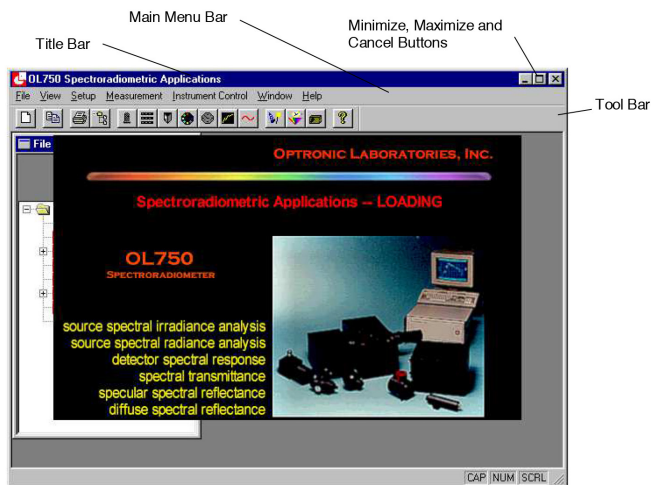 Main Menu Bar
Minimize, Maximize and
Cancel Buttons
Title Bar
OL750 Spectroradiometric Applications
File View Setup Measurement Instrument Control Window Help
Tool Bar
File
OPTRONIC LABORATORIES, INC.
Spectroradiometric Applications -- LOADING
OL750
SPECTRORADIOMETER
source spectral irradiance analysis
source spectral radiance analysis
detector spectral response
spectral transmittance
specular spectral reflectance
diffuse spectral reflectance
CAP NUM SCRL